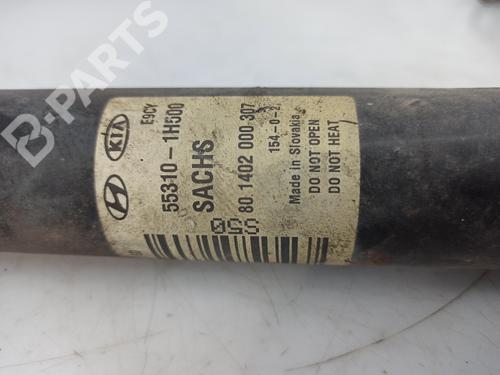 B-PARTS
KIA
E9CY
55310-1H500
SACHS
80 1402 000 307
154-0-2
Made in Slovakia
DO NOT OPEN
DO NOT HEAT